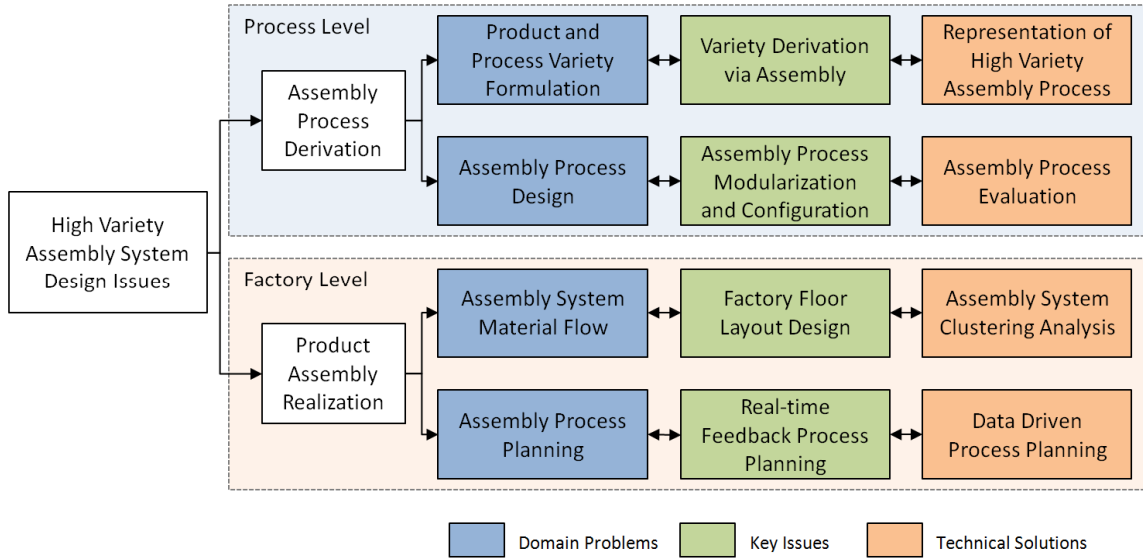 Process Level
Product and
Process Variety
Formulation
Variety Derivation
via Assembly
Representation of
High Variety
Assembly Process
Assembly
Process
Derivation
Assembly Process
Design
Assembly Process
Modularization
and Configuration
Assembly Process
Evaluation
High Variety
Assembly System
Design Issues
Factory Level
Assembly System
Material Flow
Factory Floor
Layout Design
Assembly System
Clustering Analysis
Product
Assembly
Realization
Assembly Process
Planning
Real-time
Feedback Process
Planning
Data Driven
Process Planning
Domain Problems
Key Issues
Technical Solutions